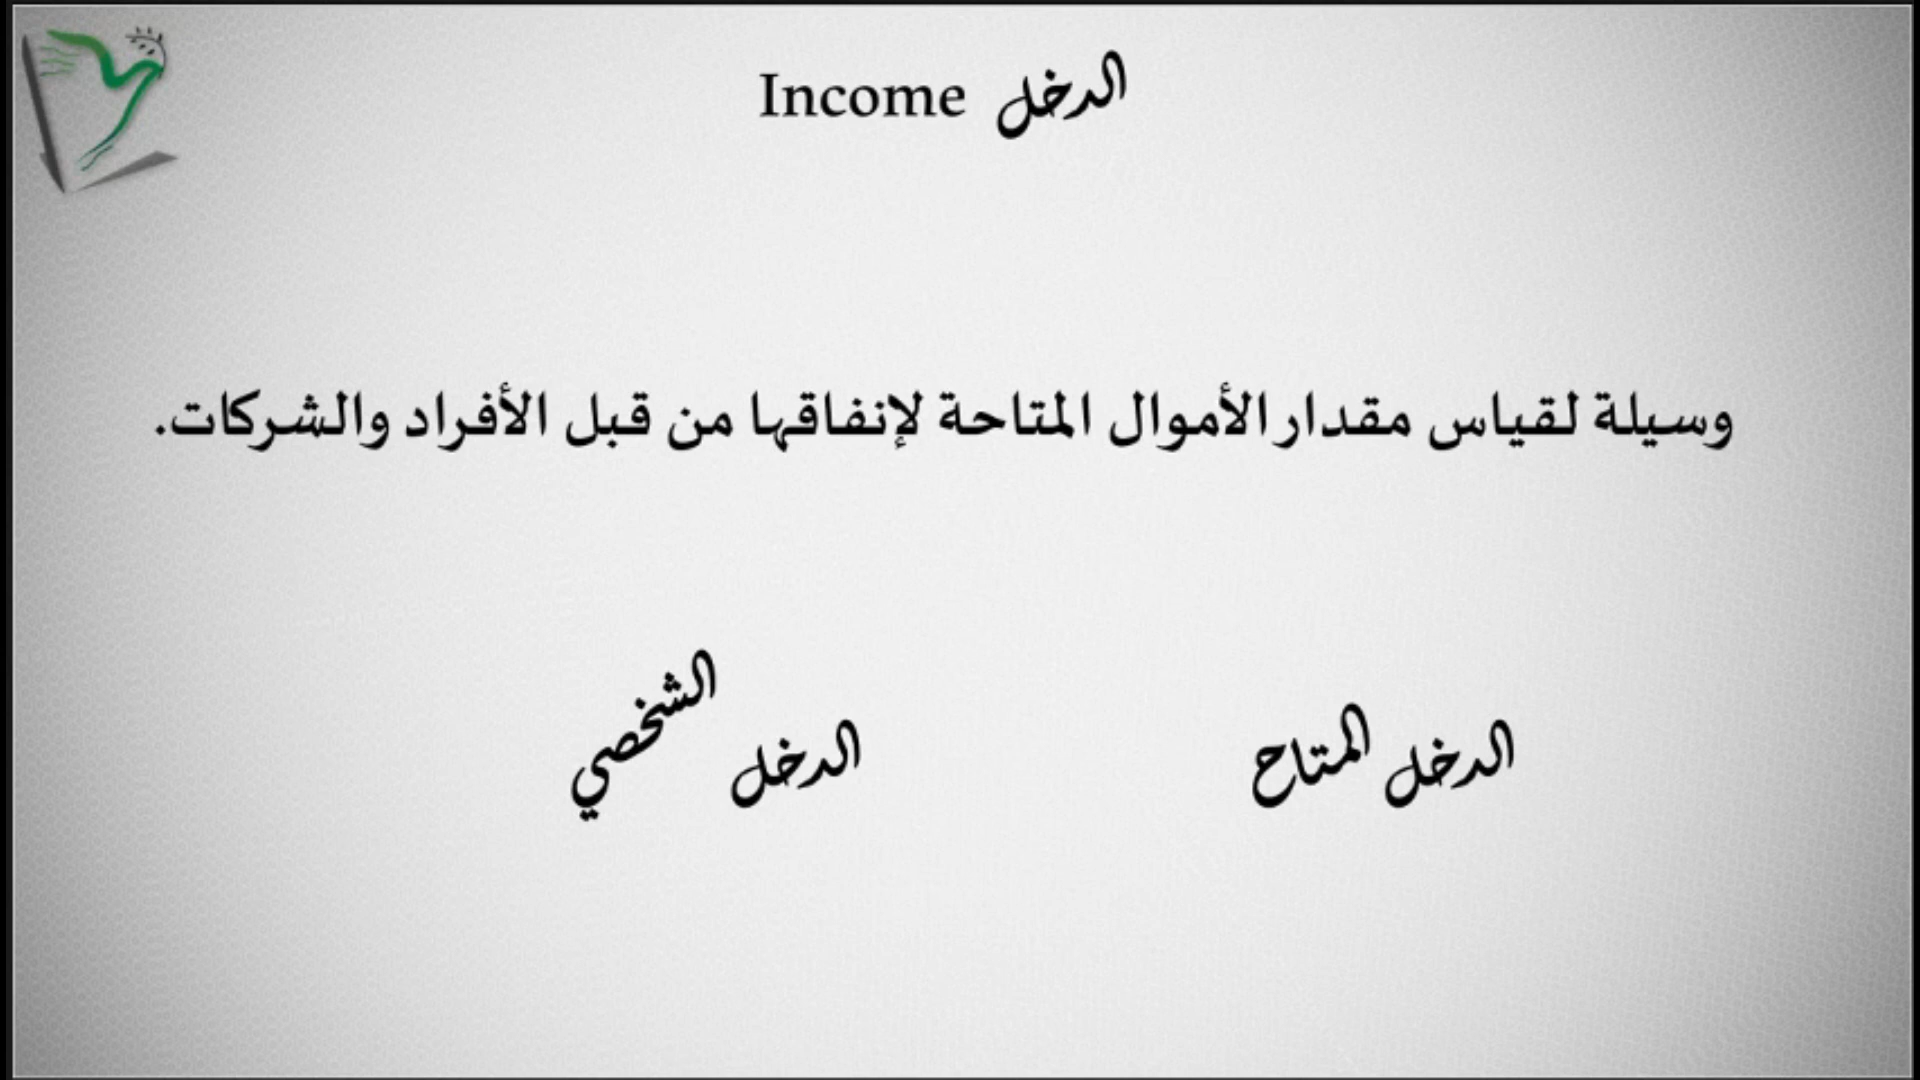 الدخل Income
وسيلة لقياس مقدار الأموال المتاحة لإنفاقها من قبل الأفراد والشركات.
الدخل المتاح
الدخل الشخصي